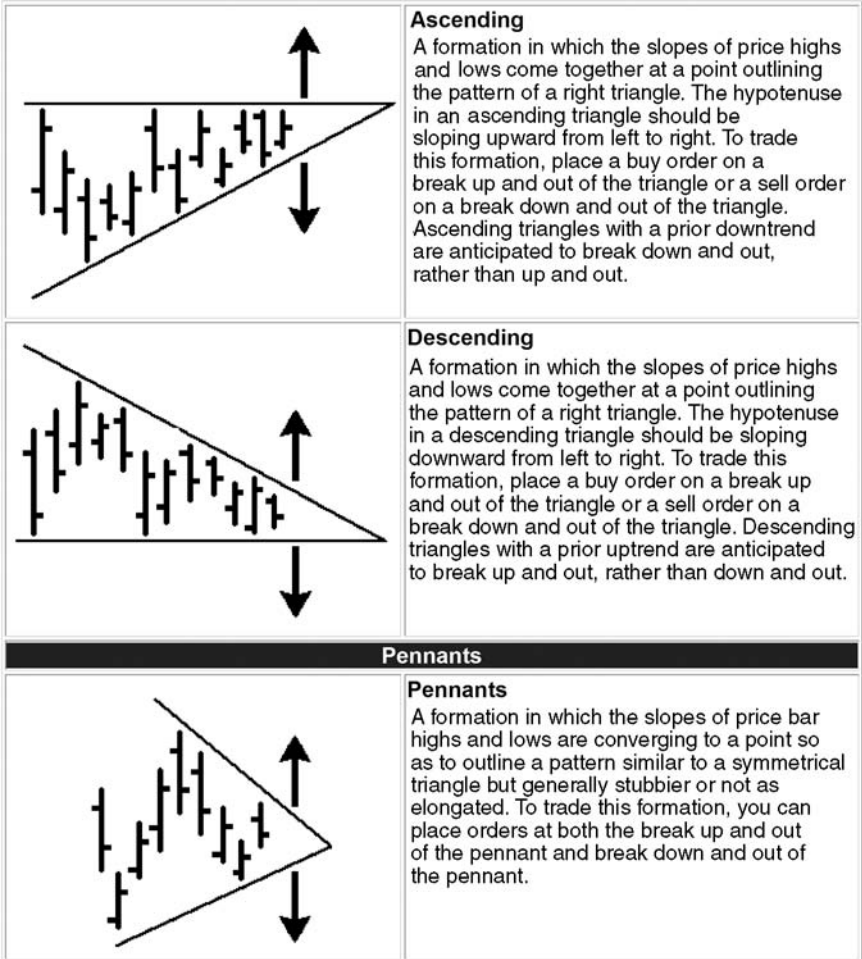 Ascending
A formation in which the slopes of price highs
and lows come together at a point outlining
the pattern of a right triangle. The hypotenuse
in an ascending triangle should be
sloping upward from left to right. To trade
this formation, place a buy order on a
break up and out of the triangle or a sell order
on a break down and out of the triangle.
Ascending triangles with a prior downtrend
are anticipated to break down and out,
rather than up and out.
Descending
A formation in which the slopes of price highs
and lows come together at a point outlining
the pattern of a right triangle. The hypotenuse
in a descending triangle should be sloping
downward from left to right. To trade this
formation, place a buy order on a break up
and out of the triangle or a sell order on a
break down and out of the triangle. Descending
triangles with a prior uptrend are anticipated
to break up and out, rather than down and out.
Pennants
Pennants
A formation in which the slopes of price bar
highs and lows are converging to a point so
as to outline a pattern similar to a symmetrical
triangle but generally stubbier or not as
elongated. To trade this formation, you can
place orders at both the break up and out
of the pennant and break down and out of
the pennant.